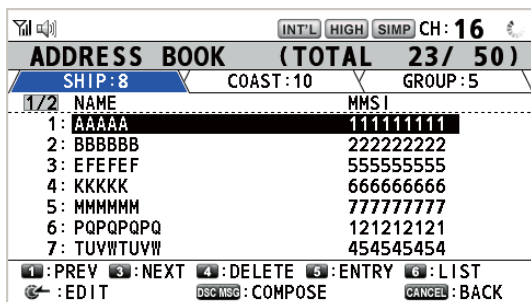 INT'L HIGH SIMP CH: 16
ADDRESS BOOK (TOTAL 23/ 50)
SHIP:8 COAST:10 GROUP:5
1/2 NAME MMSI
1: AAAAA 111111111
2: BBBBBB 222222222
3: EFEFEF 555555555
4: KKKKK 666666666
5: MMMMMM 777777777
6: PQPQPQPQ 121212121
7: TUVWTUVW 454545454
1 :PREV 3 :NEXT 4 :DELETE 5 :ENTRY 6 :LIST
:EDIT DSC MSG :COMPOSE CANCEL :BACK